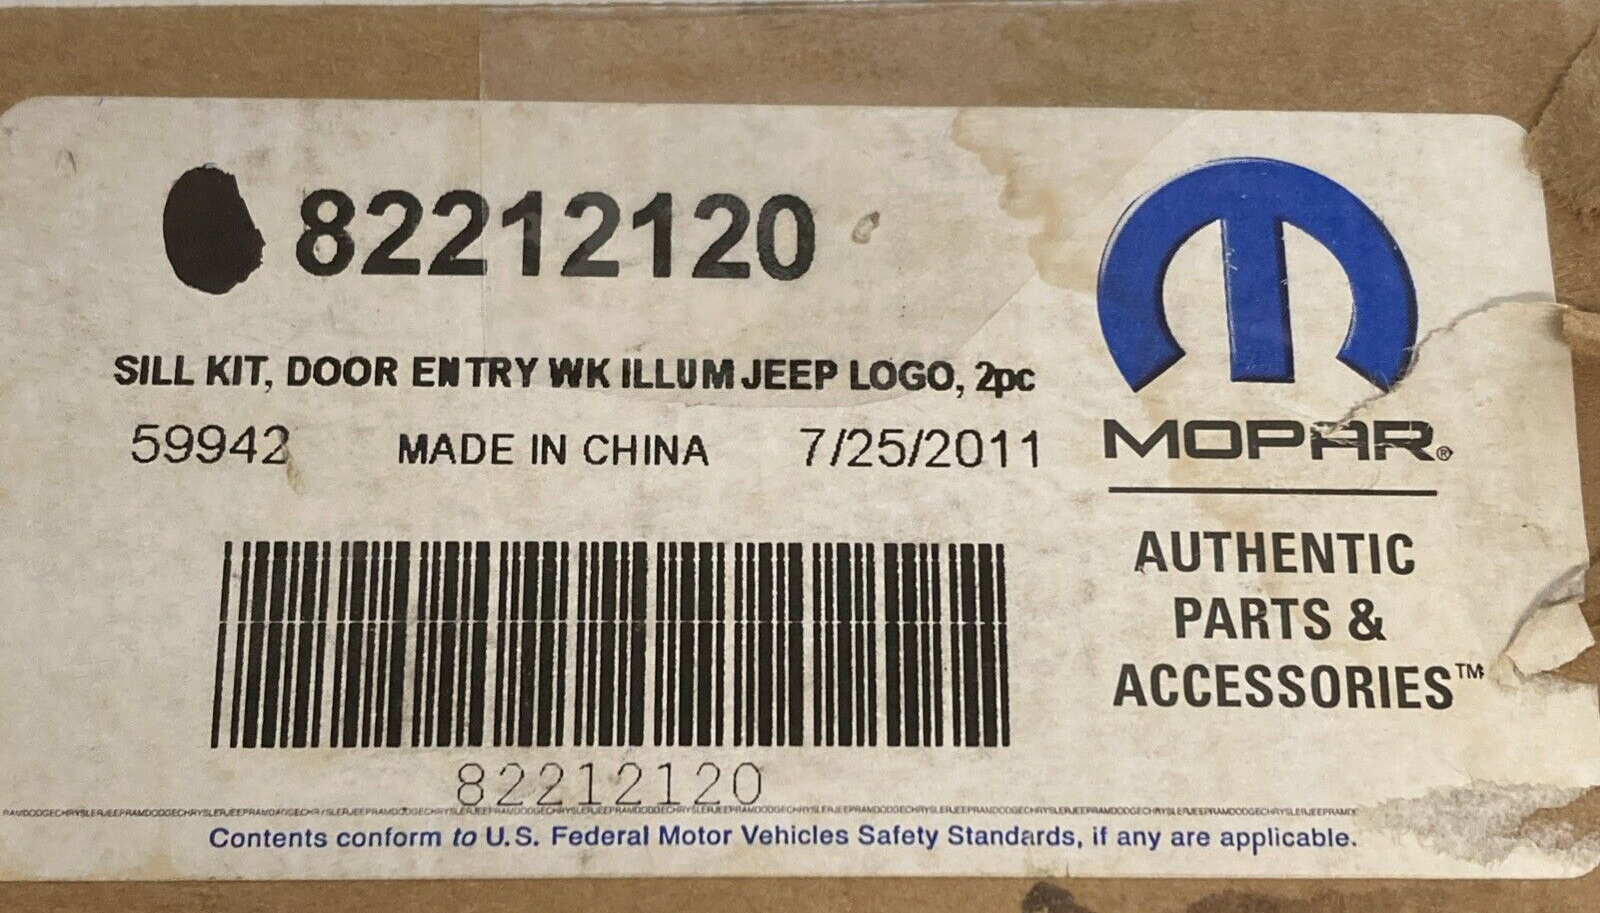 82212120
SILL KIT, DOOR ENTRY WK ILLUM JEEP LOGO, 2pc
59942 MADE IN CHINA 7/25/2011
82212120
MOPAR®
AUTHENTIC
PARTS &
ACCESSORIES™
Contents conform to U.S. Federal Motor Vehicles Safety Standards, if any are applicable.